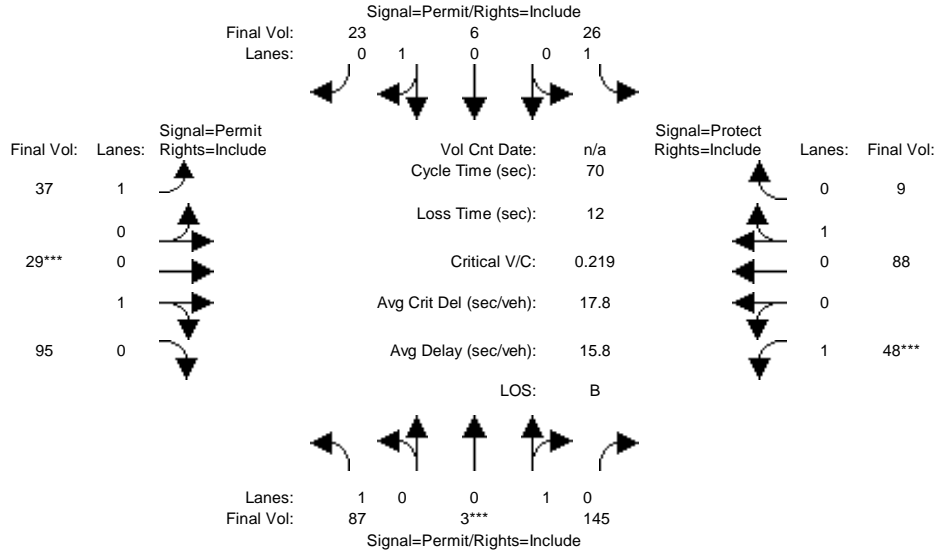 Signal=Permit/Rights=Include
Final Vol: 23 6 26
Lanes: 0 1 0 0 1
Signal=Permit
Final Vol: Lanes: Rights=Include
Vol Cnt Date: n/a
Signal=Protect
Rights=Include Lanes: Final Vol:
Cycle Time (sec): 70
37 1
0 9
Loss Time (sec): 12
0
1
29*** 0
Critical V/C: 0.219
0 88
1
Avg Crit Del (sec/veh): 17.8
0
95 0
Avg Delay (sec/veh): 15.8
1 48***
LOS: B
Lanes: 1 0 0 1 0
Final Vol: 87 3*** 145
Signal=Permit/Rights=Include